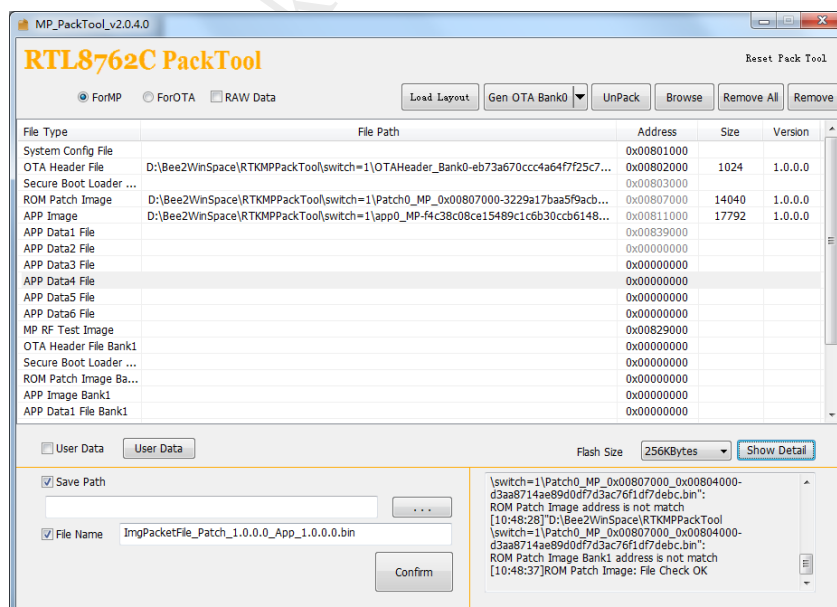 MP_PackTool_v2.0.4.0
RTL8762C PackTool
Reset Pack Tool
ForMP ForOTA RAW Data Load Layout Gen OTA Bank0 UnPack Browse Remove All Remove
File Type File Path Address Size Version
System Config File 0x00801000
OTA Header File D:\Bee2WinSpace\RTKMPPackTool\switch=1\OTAHeader_Bank0-eb73a670ccc4a64f7f25c7... 0x00802000 1024 1.0.0.0
Secure Boot Loader ... 0x00803000
ROM Patch Image D:\Bee2WinSpace\RTKMPPackTool\switch=1\Patch0_MP_0x00807000-3229a17baa5f9acb... 0x00807000 14040 1.0.0.0
APP Image D:\Bee2WinSpace\RTKMPPackTool\switch=1\app0_MP-f4c38c08ce15489c1c6b30ccb6148... 0x00811000 17792 1.0.0.0
APP Data1 File 0x00839000
APP Data2 File 0x00000000
APP Data3 File 0x00000000
APP Data4 File 0x00000000
APP Data5 File 0x00000000
APP Data6 File 0x00000000
MP RF Test Image 0x00829000
OTA Header File Bank1 0x00000000
Secure Boot Loader ... 0x00000000
ROM Patch Image Ba... 0x00000000
APP Image Bank1 0x00000000
APP Data1 File Bank1 0x00000000
User Data User Data Flash Size 256KBytes Show Detail
Save Path
...
File Name ImgPacketFile_Patch_1.0.0.0_App_1.0.0.0.bin
Confirm
\switch=1\Patch0_MP_0x00807000_0x00804000-
d3aa8714ae89d0df7d3ac76f1df7debc.bin":
ROM Patch Image address is not match
[10:48:28]"D:\Bee2WinSpace\RTKMPPackTool
\switch=1\Patch0_MP_0x00807000_0x00804000-
d3aa8714ae89d0df7d3ac76f1df7debc.bin":
ROM Patch Image Bank1 address is not match
[10:48:37]ROM Patch Image: File Check OK